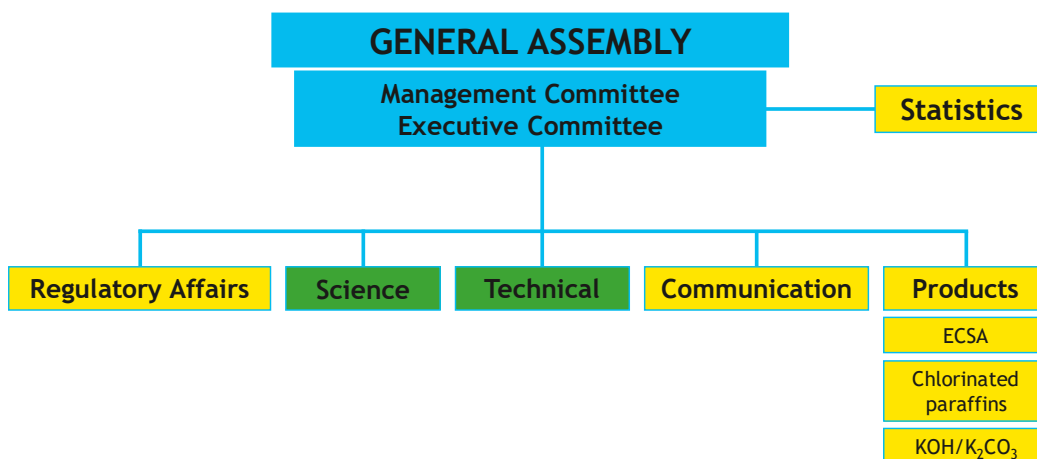 GENERAL ASSEMBLY
Management Committee
Executive Committee
Statistics
Regulatory Affairs
Science
Technical
Communication
Products
ECSA
Chlorinated
paraffins
KOH/K₂CO₃